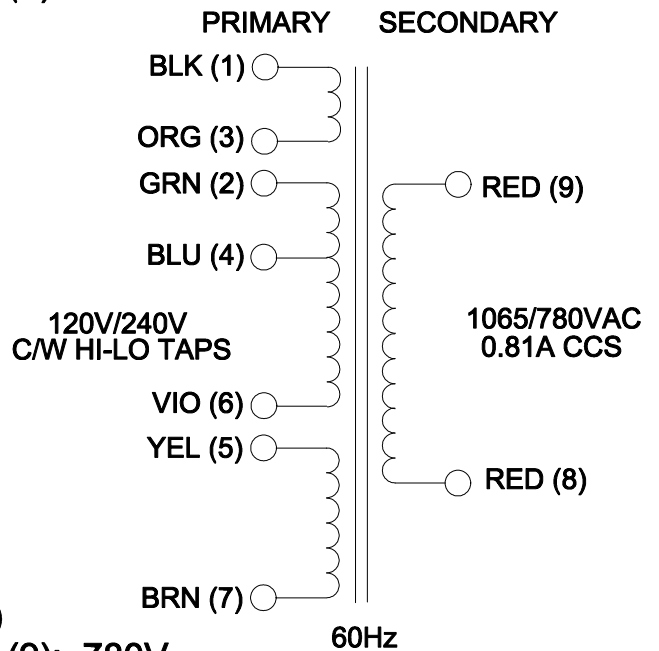 PRIMARY SECONDARY
BLK (1)
ORG (3)
GRN (2)
RED (9)
BLU (4)
120V/240V
C/W HI-LO TAPS
1065/780VAC
0.81A CCS
VIO (6)
YEL (5)
RED (8)
BRN (7)
60Hz